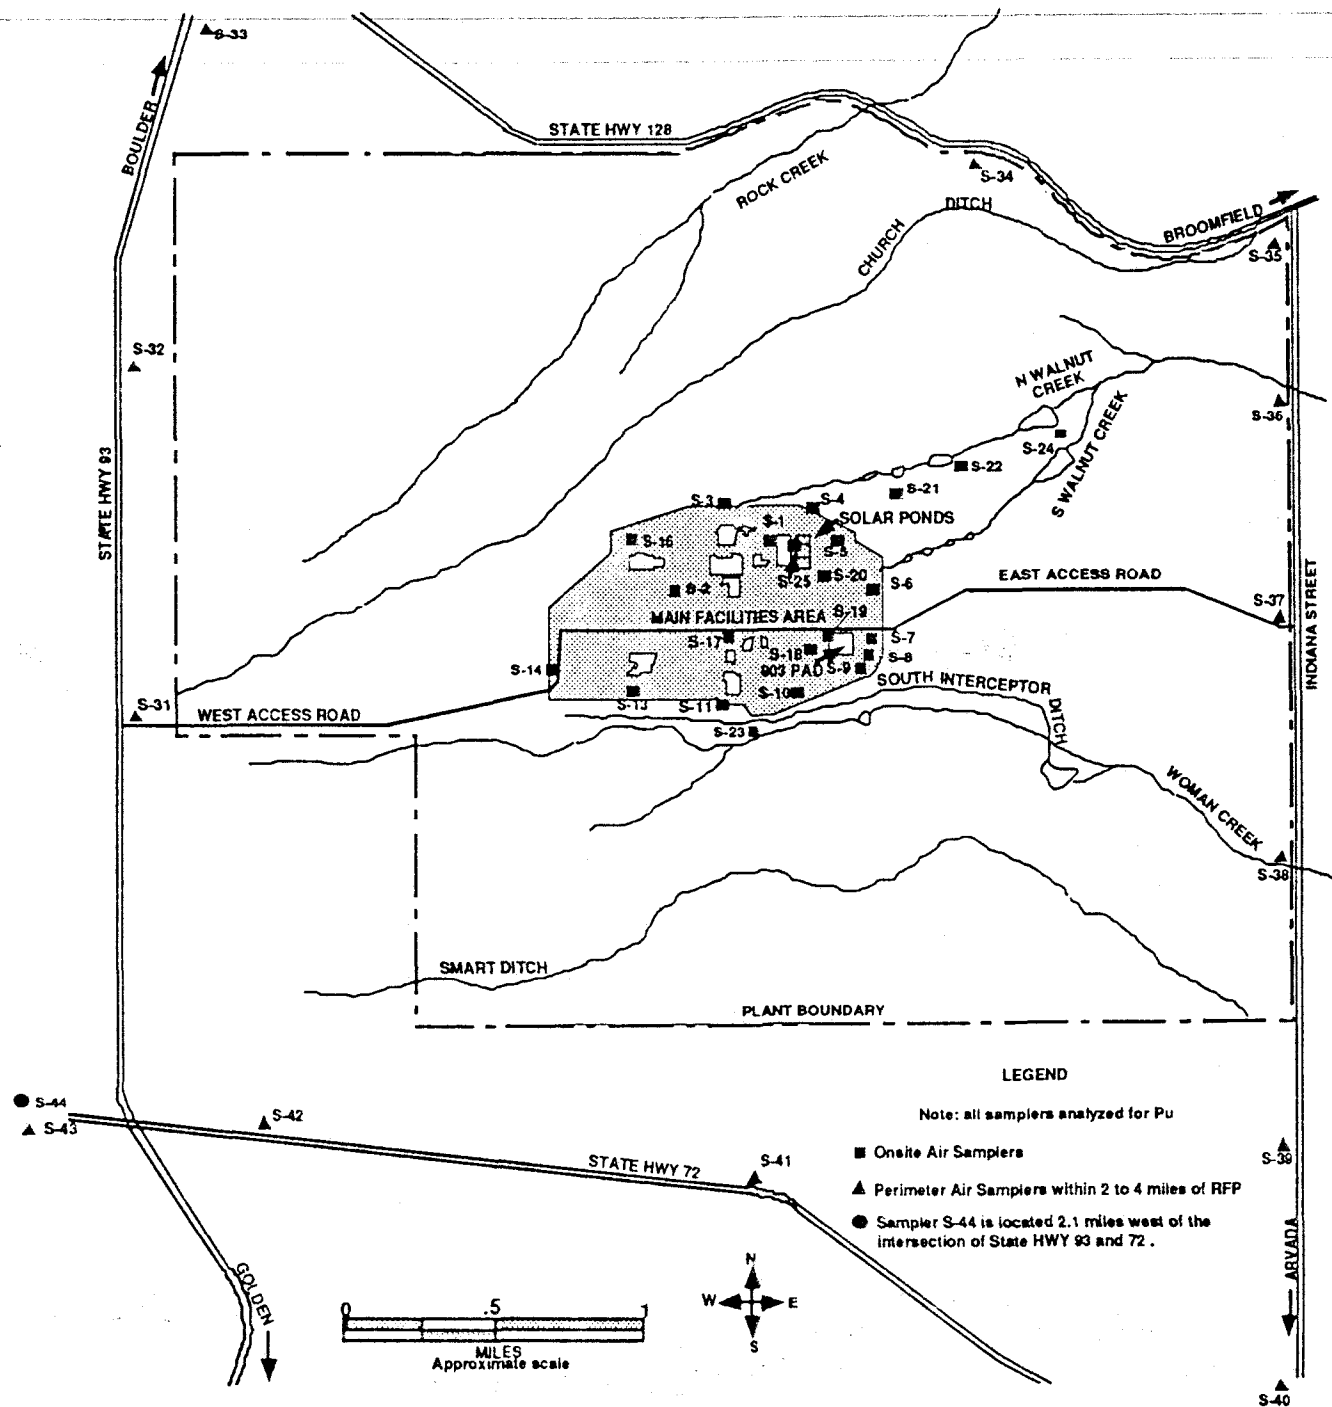 S-33
BOULDER
STATE HWY 128
ROCK CREEK
S-34
DITCH
CHURCH
BROOMFIELD
S-35
S-32
N WALNUT
CREEK
S-36
S-24
S WALNUT CREEK
STATE HWY 93
S-22
S-21
S-3
S-4
S-1
SOLAR PONDS
S-16
S-5
S-25
S-20
S-2
S-6
EAST ACCESS ROAD
INDIANA STREET
S-37
MAIN FACILITIES AREA
S-19
S-17
S-7
S-18
S-8
S-14
903 PAD
S-9
SOUTH INTERCEPTOR
DITCH
S-10
S-13
S-11
S-31
WEST ACCESS ROAD
S-23
WOMAN CREEK
S-38
SMART DITCH
PLANT BOUNDARY
LEGEND
Note: all samplers analyzed for Pu
Onsite Air Samplers
Perimeter Air Samplers within 2 to 4 miles of RFP
Sampler S-44 is located 2.1 miles west of the
intersection of State HWY 93 and 72 .
S-44
S-43
S-42
STATE HWY 72
S-41
S-39
ARVADA
GOLDEN
N
W E
S
0 .5 1
MILES
Approximate scale
S-40